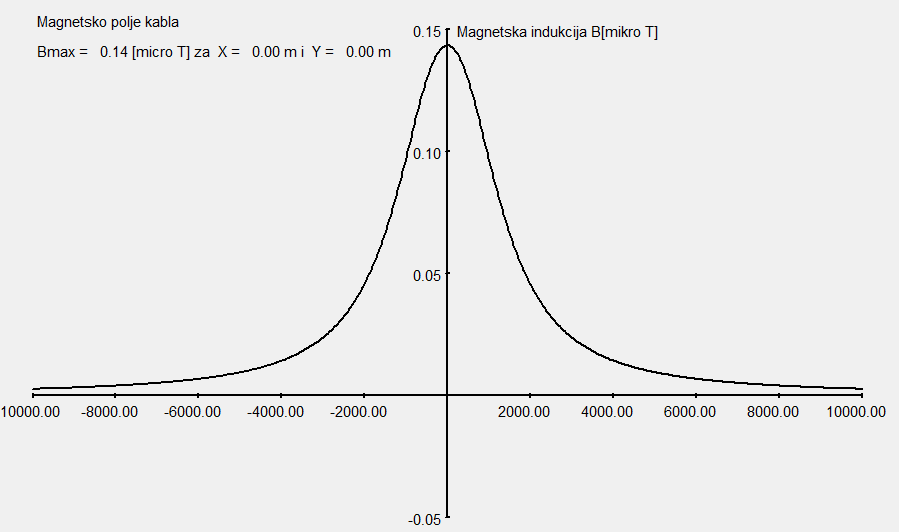 Magnetsko polje kabla
Bmax = 0.14 [micro T] za X = 0.00 m i Y = 0.00 m
0.15
Magnetska indukcija B[mikro T]
0.10
0.05
10000.00 -8000.00 -6000.00 -4000.00 -2000.00 2000.00 4000.00 6000.00 8000.00 10000.00
-0.05